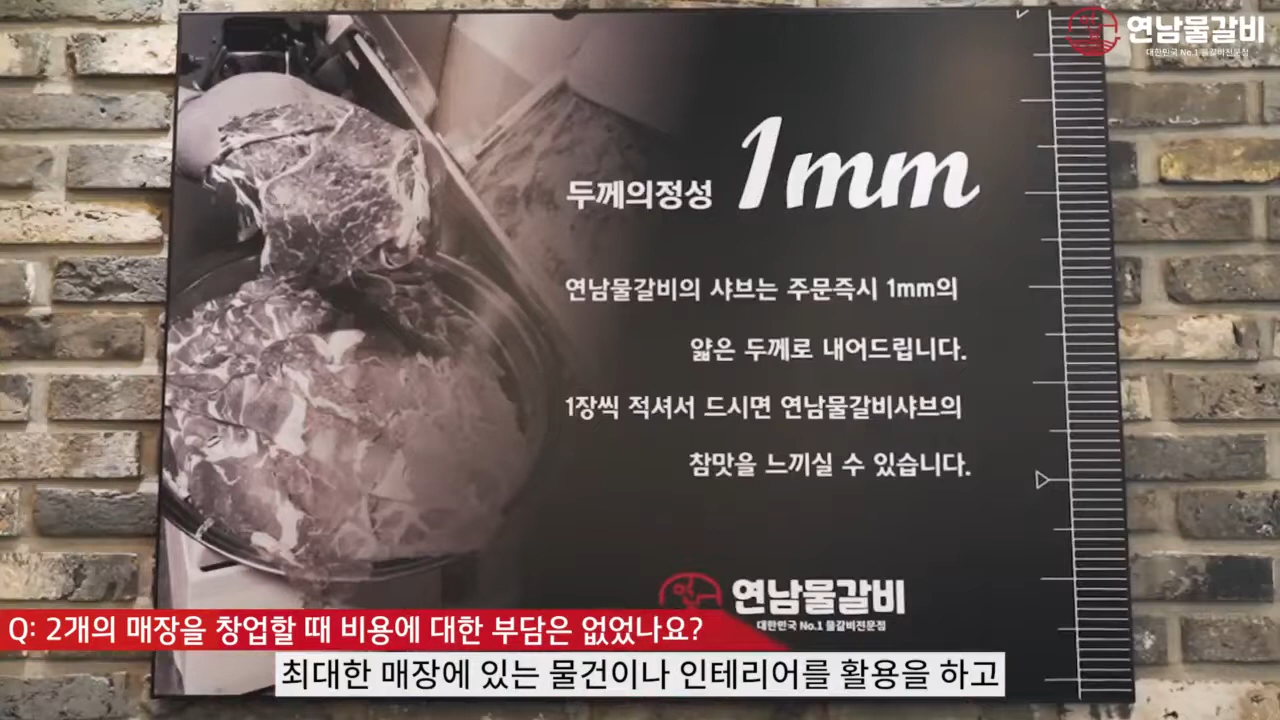 연남물갈비
대한민국 No.1 물갈비전문점
두께의정성 1mm
연남물갈비의 샤브는 주문즉시 1mm의
얇은 두께로 내어드립니다.
1장씩 적셔서 드시면 연남물갈비샤브의
참맛을 느끼실 수 있습니다.
연남물갈비
대한민국 No.1 물갈비전문점
Q: 2개의 매장을 창업할 때 비용에 대한 부담은 없었나요?
최대한 매장에 있는 물건이나 인테리어를 활용을 하고